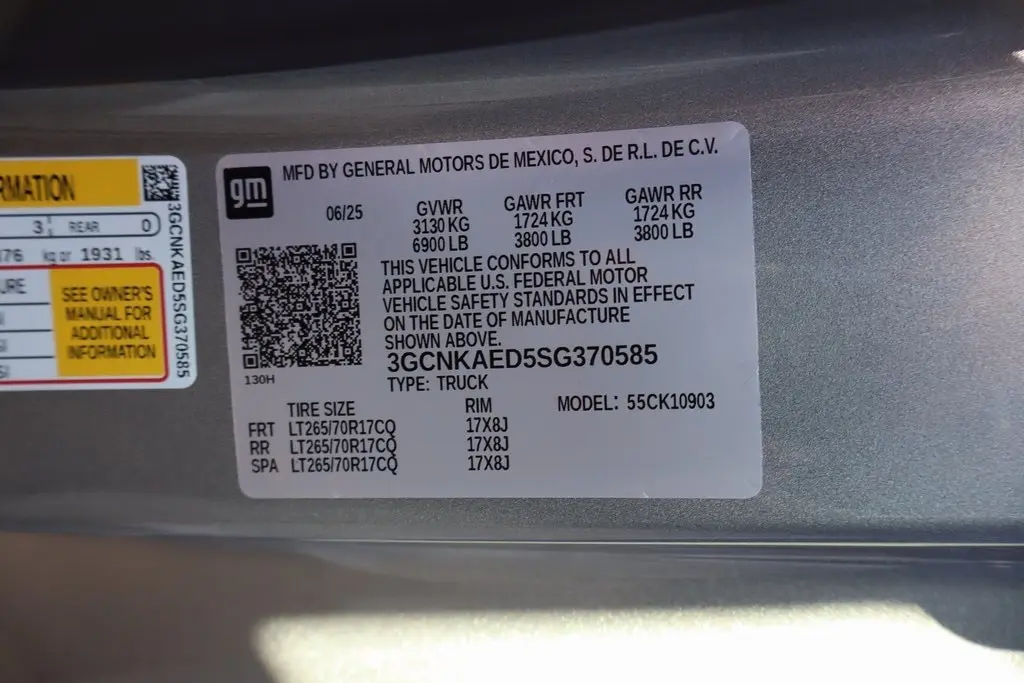 RMATION
3
REAR 0
76 kg or 1931 lbs.
URE
SEE OWNER'S
MANUAL FOR
ADDITIONAL
INFORMATION
3GCNKAED5SG370585
gm
MFD BY GENERAL MOTORS DE MEXICO, S. DE R.L. DE C.V.
06/25
GVWR
3130 KG
6900 LB
GAWR FRT
1724 KG
3800 LB
GAWR RR
1724 KG
3800 LB
THIS VEHICLE CONFORMS TO ALL
APPLICABLE U.S. FEDERAL MOTOR
VEHICLE SAFETY STANDARDS IN EFFECT
ON THE DATE OF MANUFACTURE
SHOWN ABOVE.
3GCNKAED5SG370585
TYPE: TRUCK
130H
TIRE SIZE RIM MODEL: 55CK10903
FRT LT265/70R17CQ 17X8J
RR LT265/70R17CQ 17X8J
SPA LT265/70R17CQ 17X8J